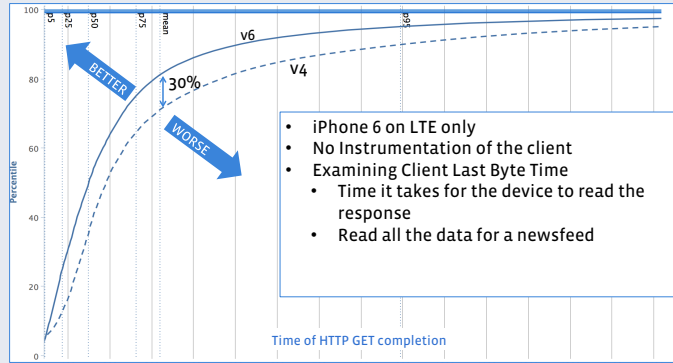 100
p5
p25
p50
p75
mean
p95
v6
v4
BETTER
30%
WORSE
80
60
40
20
0
Percentile
• iPhone 6 on LTE only
• No Instrumentation of the client
• Examining Client Last Byte Time
• Time it takes for the device to read the
response
• Read all the data for a newsfeed
Time of HTTP GET completion